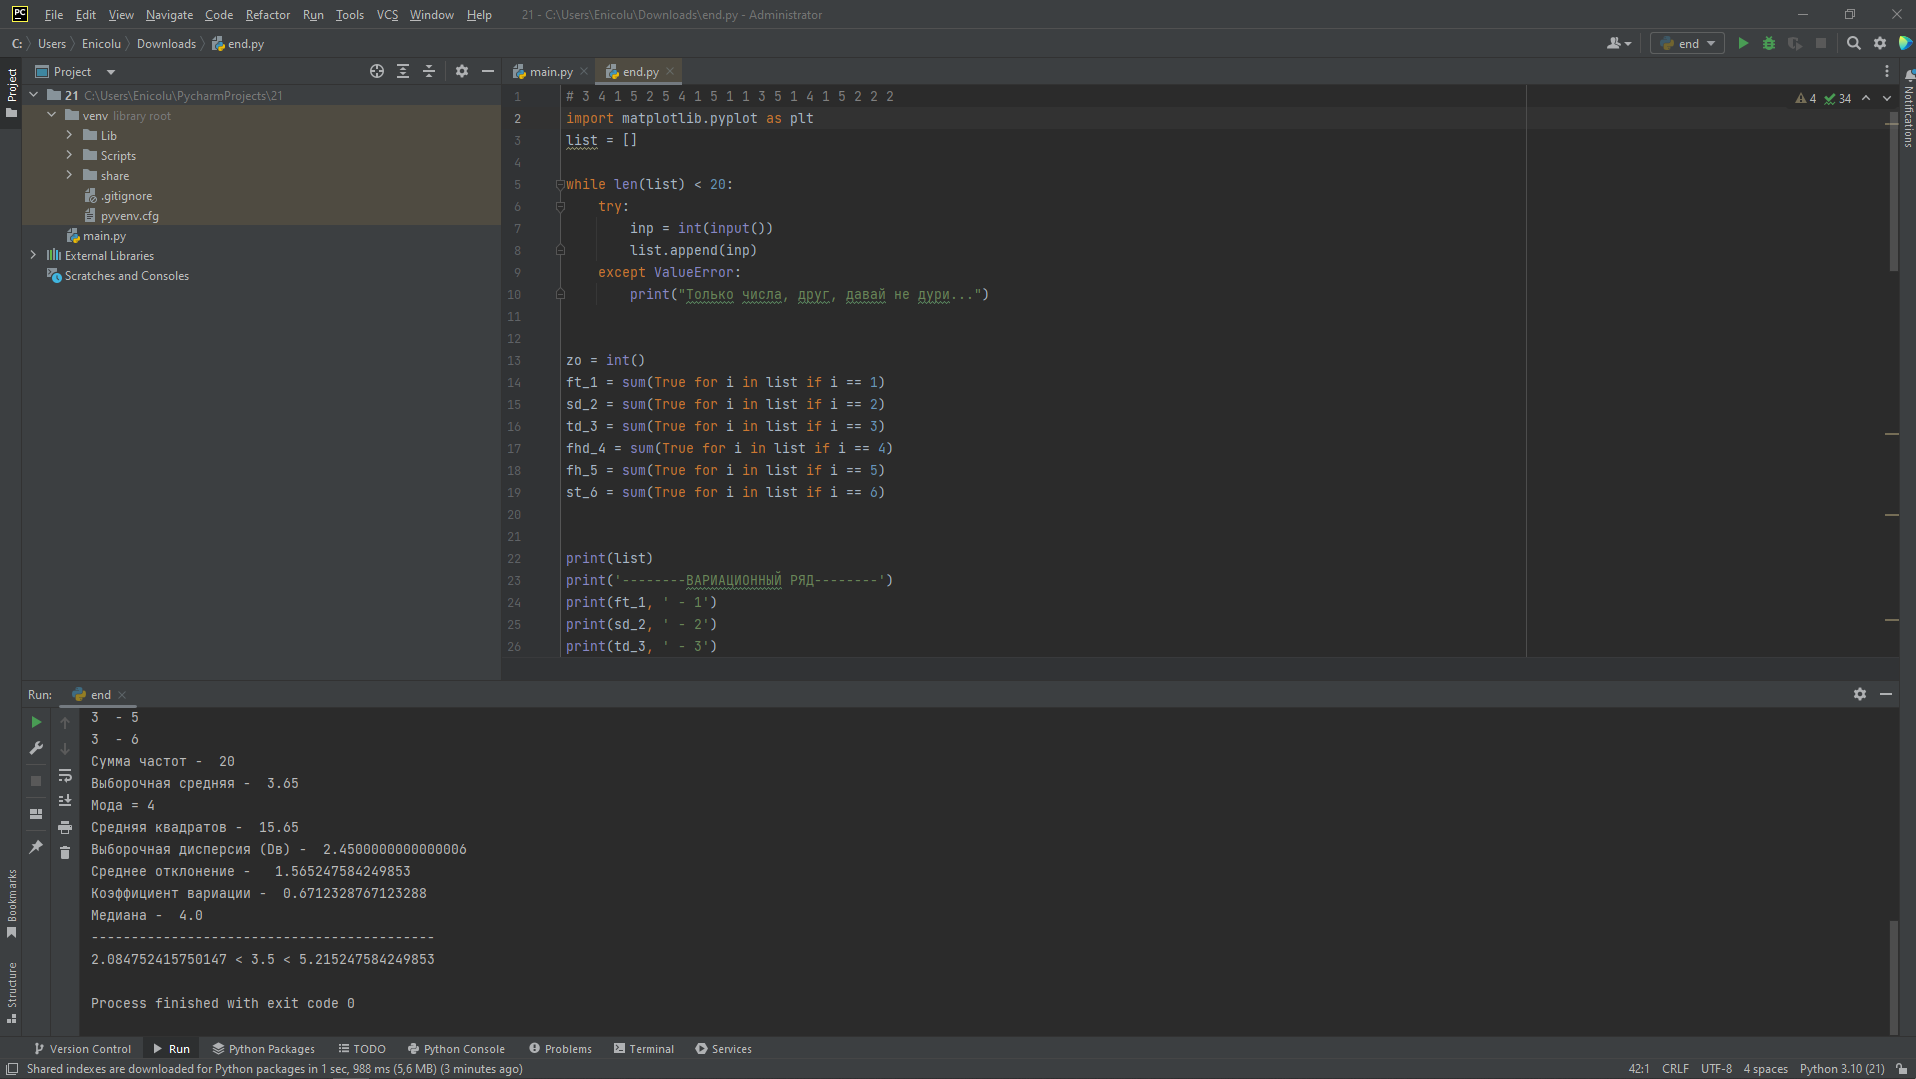 PC File Edit View Navigate Code Refactor Run Tools VCS Window Help 21 - C:\Users\Enicolu\Downloads\end.py - Administrator
C: Users Enicolu Downloads end.py end
Project
Project
main.py
end.py
21 C:\Users\Enicolu\PycharmProjects\21
venv library root
Lib
Scripts
share
.gitignore
pyvenv.cfg
main.py
External Libraries
Scratches and Consoles
4 34
Notifications
1 # 3 4 1 5 2 5 4 1 5 1 1 3 5 1 4 1 5 2 2 2
2 import matplotlib.pyplot as plt
3 list = []
4
5 while len(list) < 20:
6 try:
7 inp = int(input())
8 list.append(inp)
9 except ValueError:
10 print("Только числа, друг, давай не дури...")
11
12
13 zo = int()
14 ft_1 = sum(True for i in list if i == 1)
15 sd_2 = sum(True for i in list if i == 2)
16 td_3 = sum(True for i in list if i == 3)
17 fhd_4 = sum(True for i in list if i == 4)
18 fh_5 = sum(True for i in list if i == 5)
19 st_6 = sum(True for i in list if i == 6)
20
21
22 print(list)
23 print('--------ВАРИАЦИОННЫЙ РЯД--------')
24 print(ft_1, ' - 1')
25 print(sd_2, ' - 2')
26 print(td_3, ' - 3')
Run: end
3  - 5
3  - 6
Сумма частот -  20
Выборочная средняя -  3.65
Мода = 4
Средняя квадратов -  15.65
Выборочная дисперсия (Dв) -  2.4500000000000006
Среднее отклонение -   1.565247584249853
Коэффициент вариации -  0.6712328767123288
Медиана -  4.0
-------------------------------------------
2.084752415750147 < 3.5 < 5.215247584249853
Process finished with exit code 0
Bookmarks
Structure
Version Control Run Python Packages TODO Python Console Problems Terminal Services
Shared indexes are downloaded for Python packages in 1 sec, 988 ms (5,6 MB) (3 minutes ago) 42:1 CRLF UTF-8 4 spaces Python 3.10 (21)